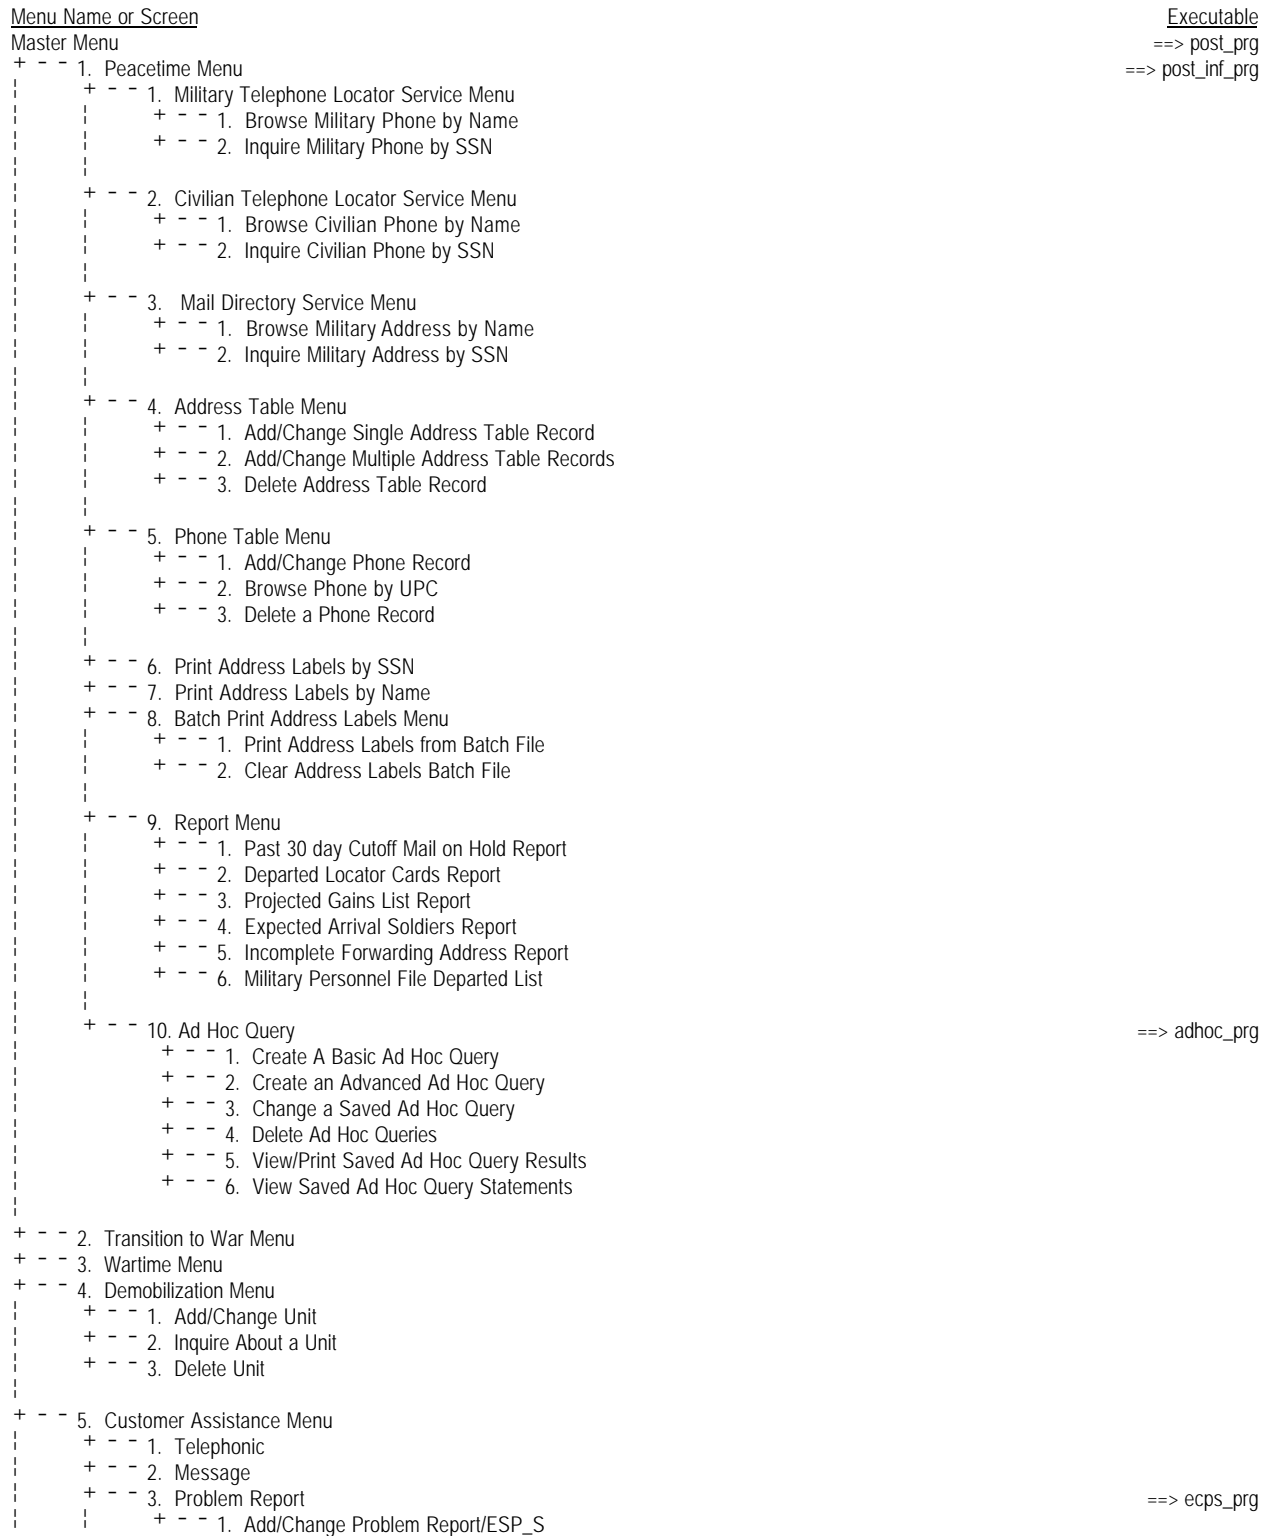 Menu Name or Screen Executable
Master Menu ==> post_prg
+ - - 1. Peacetime Menu ==> post_inf_prg
¦ + - - 1. Military Telephone Locator Service Menu
¦ ¦ + - - 1. Browse Military Phone by Name
¦ ¦ + - - 2. Inquire Military Phone by SSN
¦ ¦
¦ + - - 2. Civilian Telephone Locator Service Menu
¦ ¦ + - - 1. Browse Civilian Phone by Name
¦ ¦ + - - 2. Inquire Civilian Phone by SSN
¦ ¦
¦ + - - 3. Mail Directory Service Menu
¦ ¦ + - - 1. Browse Military Address by Name
¦ ¦ + - - 2. Inquire Military Address by SSN
¦ ¦
¦ + - - 4. Address Table Menu
¦ ¦ + - - 1. Add/Change Single Address Table Record
¦ ¦ + - - 2. Add/Change Multiple Address Table Records
¦ ¦ + - - 3. Delete Address Table Record
¦ ¦
¦ + - - 5. Phone Table Menu
¦ ¦ + - - 1. Add/Change Phone Record
¦ ¦ + - - 2. Browse Phone by UPC
¦ ¦ + - - 3. Delete a Phone Record
¦ ¦
¦ + - - 6. Print Address Labels by SSN
¦ + - - 7. Print Address Labels by Name
¦ + - - 8. Batch Print Address Labels Menu
¦ ¦ + - - 1. Print Address Labels from Batch File
¦ ¦ + - - 2. Clear Address Labels Batch File
¦ ¦
¦ + - - 9. Report Menu
¦ ¦ + - - 1. Past 30 day Cutoff Mail on Hold Report
¦ ¦ + - - 2. Departed Locator Cards Report
¦ ¦ + - - 3. Projected Gains List Report
¦ ¦ + - - 4. Expected Arrival Soldiers Report
¦ ¦ + - - 5. Incomplete Forwarding Address Report
¦ ¦ + - - 6. Military Personnel File Departed List
¦ ¦
¦ + - - 10. Ad Hoc Query ==> adhoc_prg
¦ + - - 1. Create A Basic Ad Hoc Query
¦ + - - 2. Create an Advanced Ad Hoc Query
¦ + - - 3. Change a Saved Ad Hoc Query
¦ + - - 4. Delete Ad Hoc Queries
¦ + - - 5. View/Print Saved Ad Hoc Query Results
¦ + - - 6. View Saved Ad Hoc Query Statements
¦
+ - - 2. Transition to War Menu
+ - - 3. Wartime Menu
+ - - 4. Demobilization Menu
¦ + - - 1. Add/Change Unit
¦ + - - 2. Inquire About a Unit
¦ + - - 3. Delete Unit
¦
+ - - 5. Customer Assistance Menu
¦ + - - 1. Telephonic
¦ + - - 2. Message
¦ + - - 3. Problem Report ==> ecps_prg
¦ ¦ + - - 1. Add/Change Problem Report/ESP_S